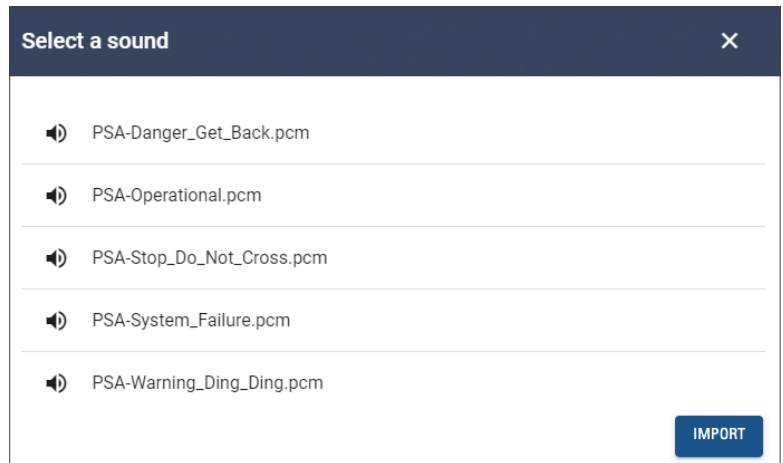 Select a sound
PSA-Danger_Get_Back.pcm
PSA-Operational.pcm
PSA-Stop_Do_Not_Cross.pcm
PSA-System_Failure.pcm
PSA-Warning_Ding_Ding.pcm
IMPORT